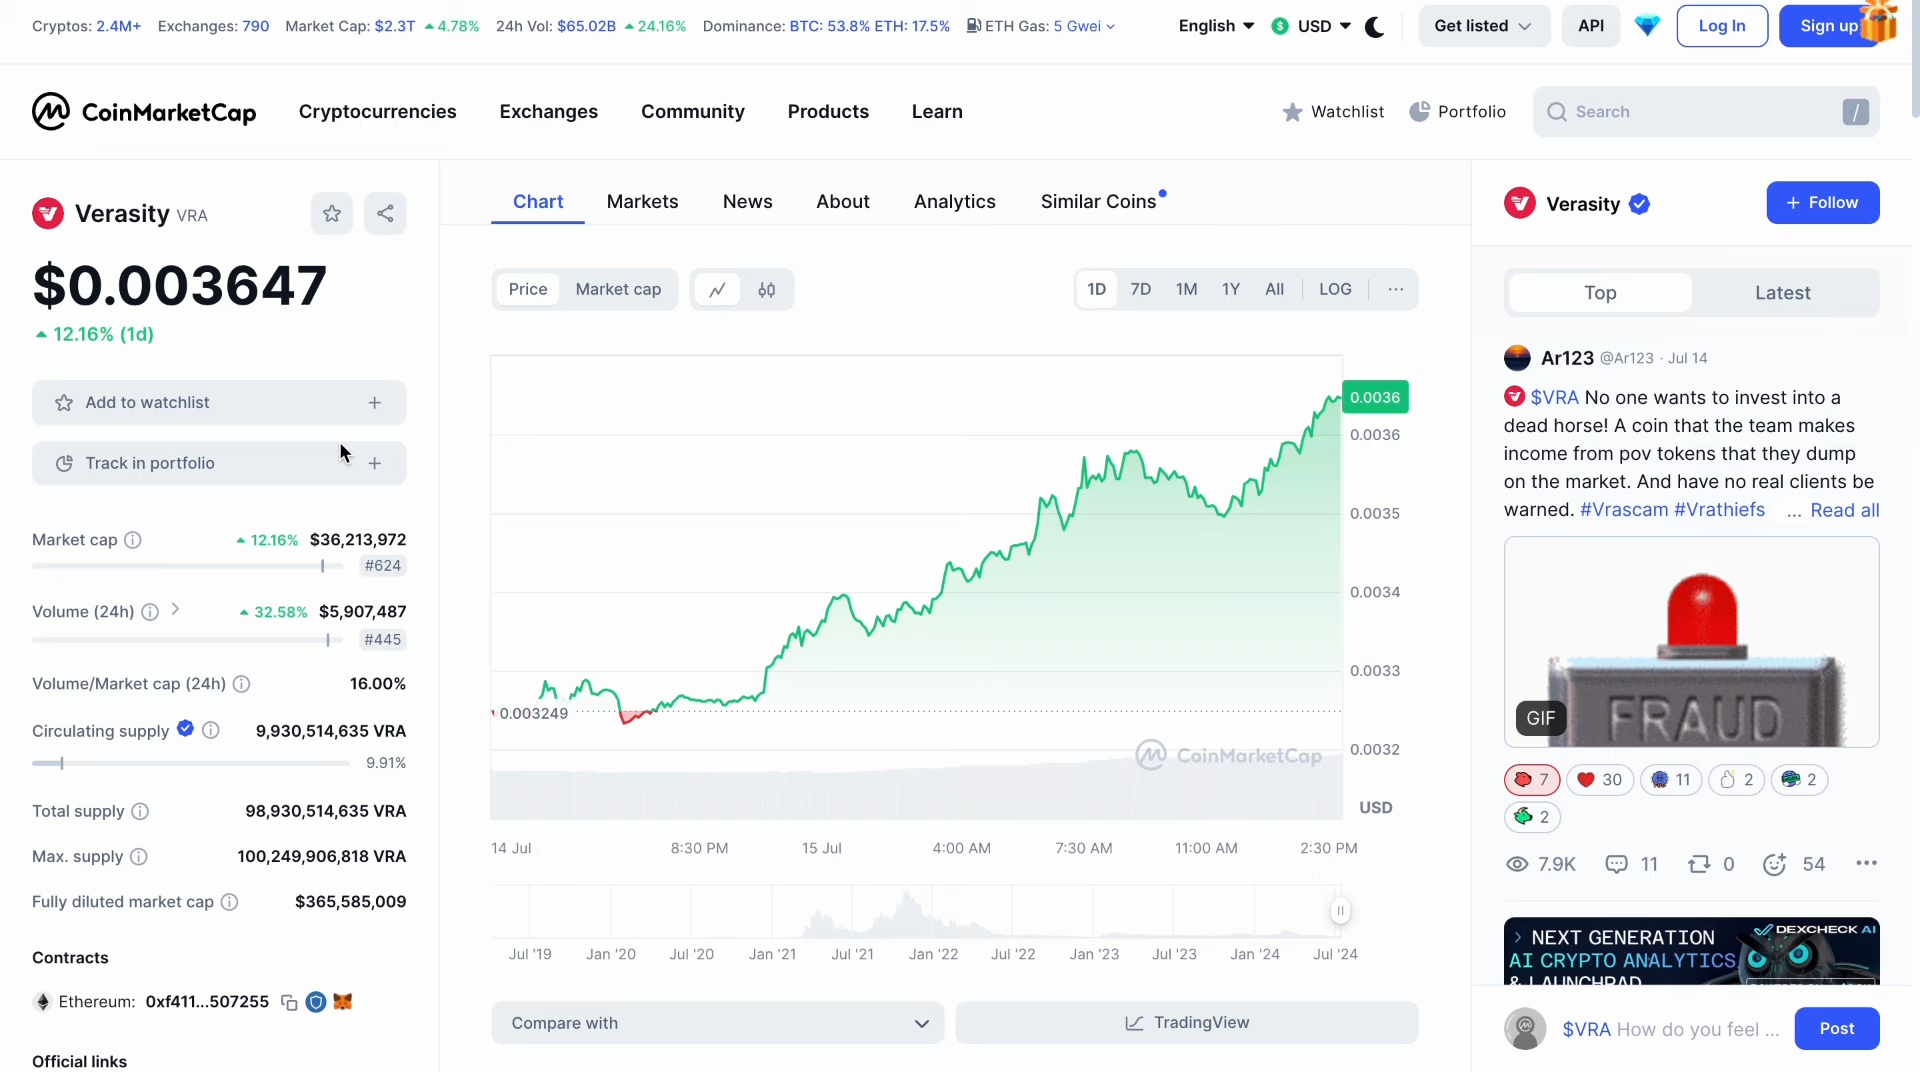 Cryptos: 2.4M+ Exchanges: 790 Market Cap: $2.3T 4.78% 24h Vol: $65.02B 24.16% Dominance: BTC: 53.8% ETH: 17.5% ETH Gas: 5 Gwei English USD Get listed API Log In Sign up
CoinMarketCap Cryptocurrencies Exchanges Community Products Learn Watchlist Portfolio Search /
Verasity VRA
$0.003647
12.16% (1d)
Add to watchlist +
Track in portfolio +
Market cap 12.16% $36,213,972
#624
Volume (24h) 32.58% $5,907,487
#445
Volume/Market cap (24h) 16.00%
Circulating supply 9,930,514,635 VRA
9.91%
Total supply 98,930,514,635 VRA
Max. supply 100,249,906,818 VRA
Fully diluted market cap $365,585,009
Contracts
Ethereum: 0xf411...507255
Official links
Chart Markets News About Analytics Similar Coins
Price Market cap 1D 7D 1M 1Y All LOG ...
0.0036
0.0036
0.0035
0.0034
0.0033
0.003249
0.0032
CoinMarketCap
USD
14 Jul 8:30 PM 15 Jul 4:00 AM 7:30 AM 11:00 AM 2:30 PM
Jul '19 Jan '20 Jul '20 Jan '21 Jul '21 Jan '22 Jul '22 Jan '23 Jul '23 Jan '24 Jul '24
Compare with TradingView
Verasity + Follow
Top Latest
Ar123 @Ar123 · Jul 14
$VRA No one wants to invest into a
dead horse! A coin that the team makes
income from pov tokens that they dump
on the market. And have no real clients be
warned. #Vrascam #Vrathiefs ... Read all
FRAUD
GIF
7 30 11 2 2
2
7.9K 11 0 54
DEXCHECK AI
> NEXT GENERATION
AI CRYPTO ANALYTICS
& LAUNCHPAD
$VRA How do you feel ... Post